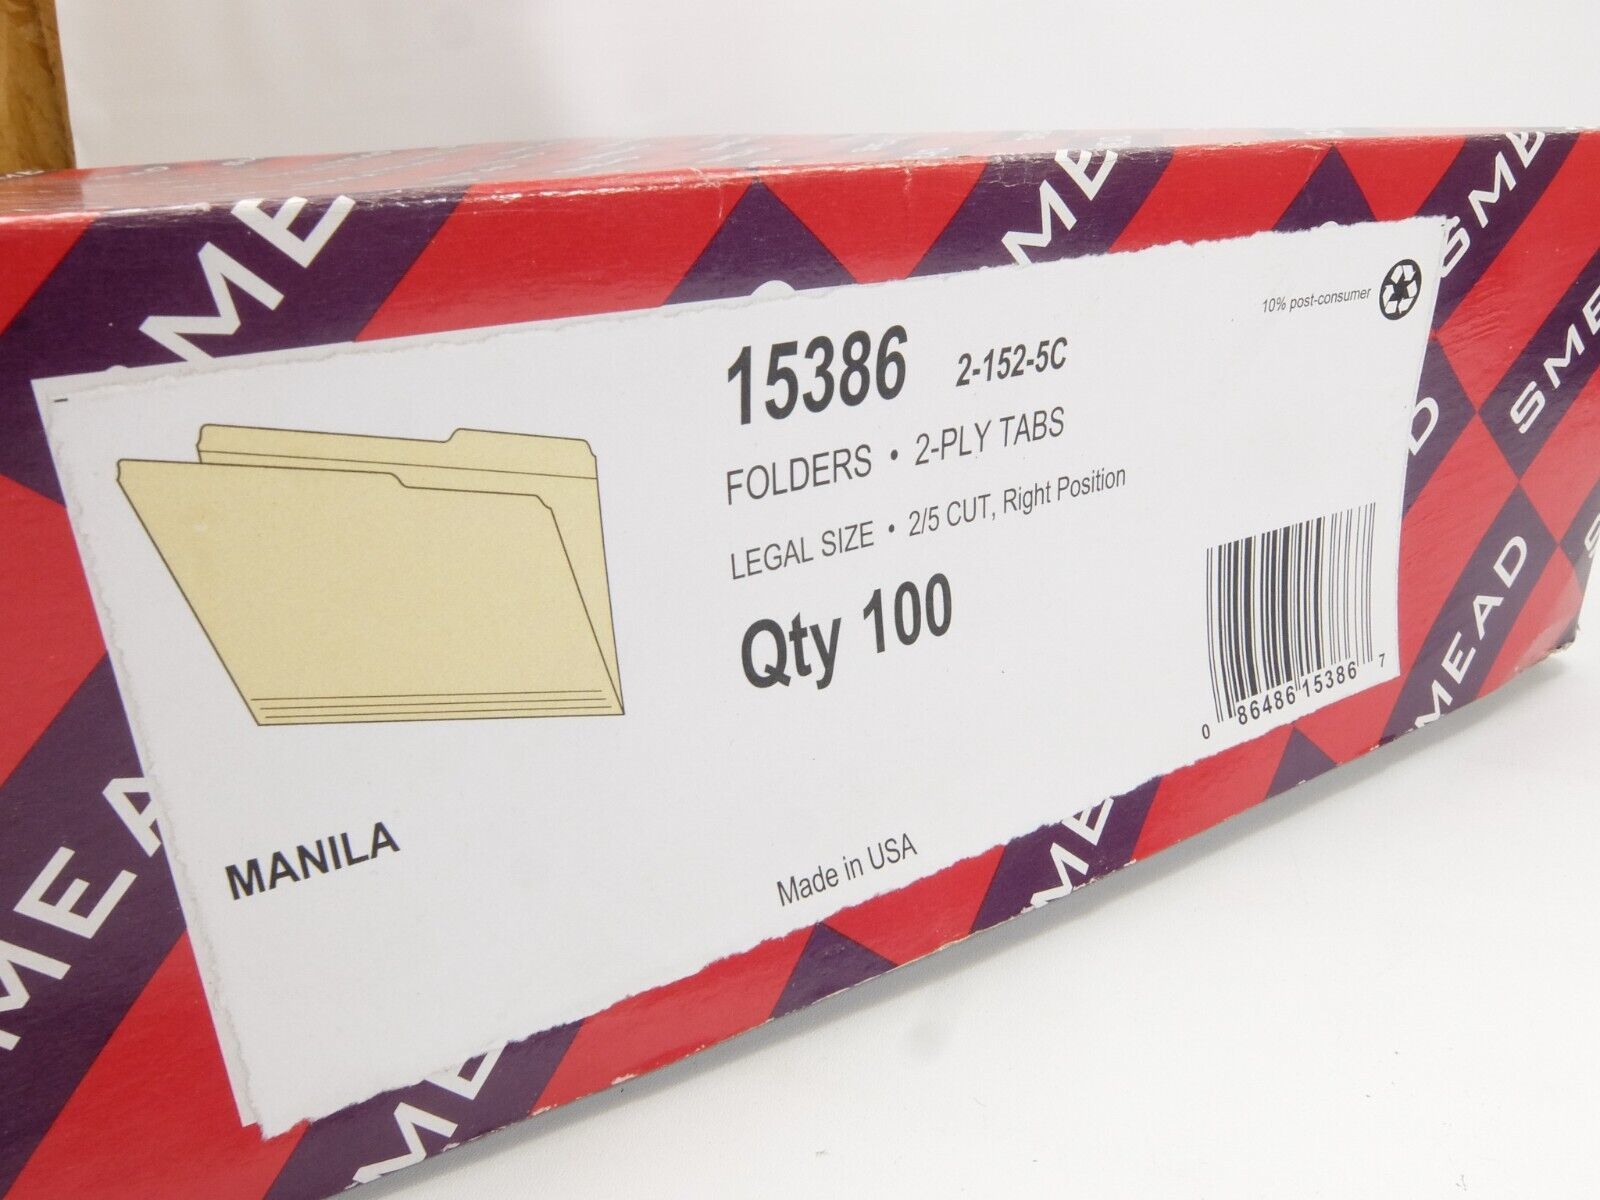 SMEAD
SMEAD
SMEAD
10% post-consumer
15386 2-152-5C
FOLDERS • 2-PLY TABS
LEGAL SIZE • 2/5 CUT, Right Position
Qty 100
0 86486 15386 7
MANILA
Made in USA